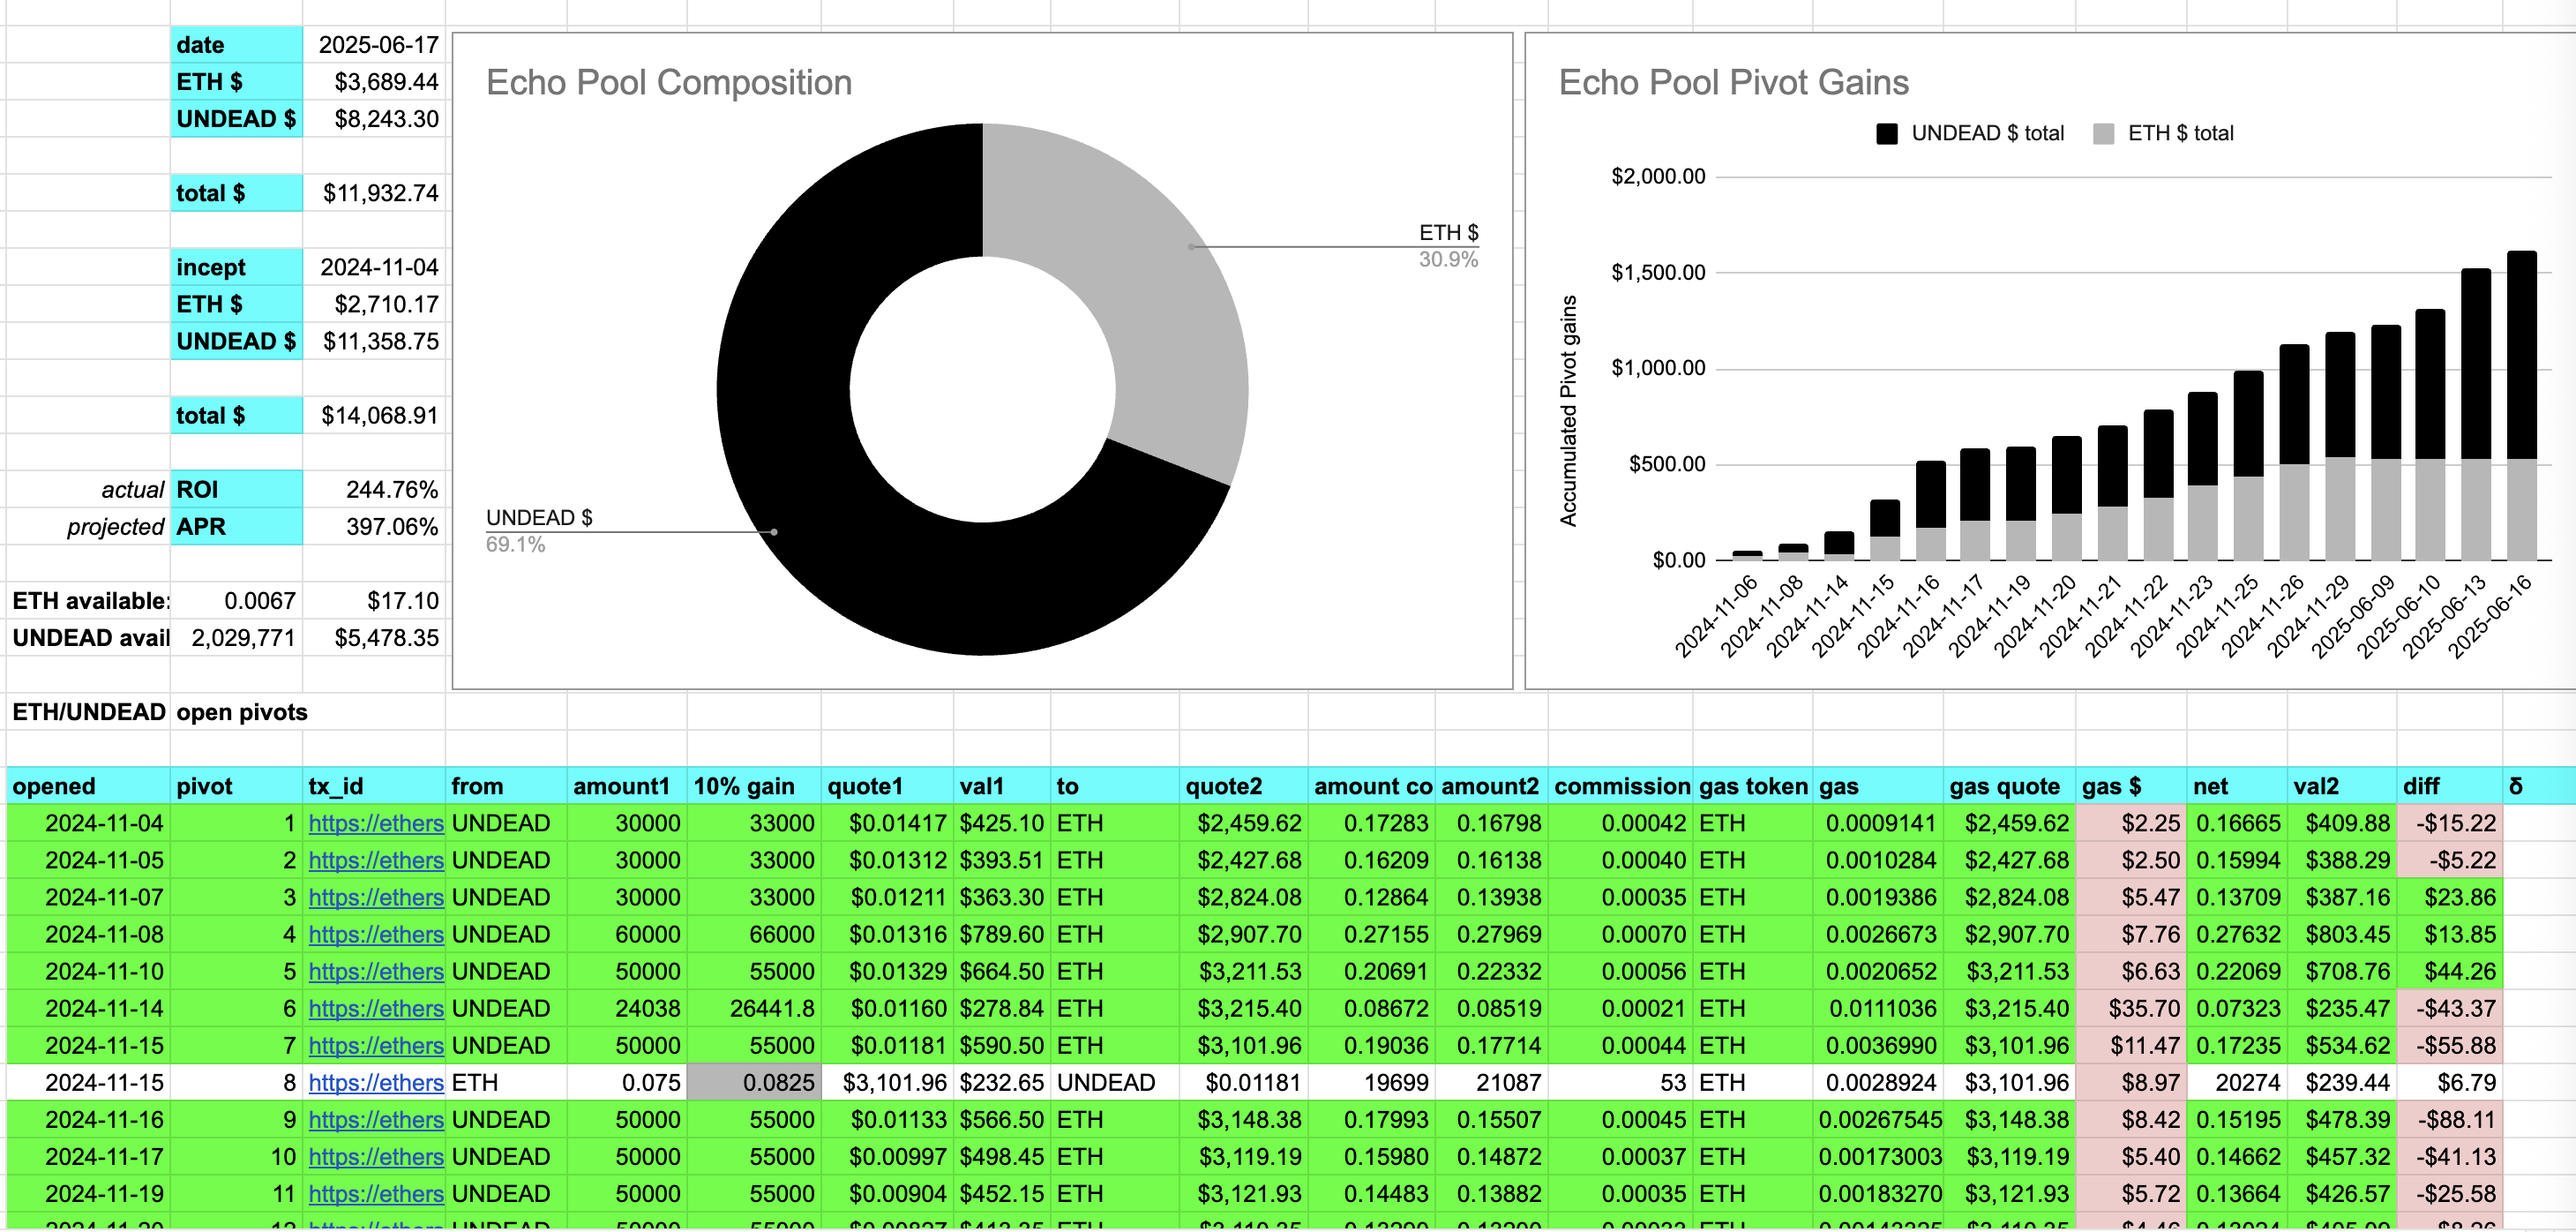 date 2025-06-17
ETH $ $3,689.44
UNDEAD $ $8,243.30
total $ $11,932.74
incept 2024-11-04
ETH $ $2,710.17
UNDEAD $ $11,358.75
total $ $14,068.91
actual ROI 244.76%
projected APR 397.06%
ETH available: 0.0067 $17.10
UNDEAD avail 2,029,771 $5,478.35
Echo Pool Composition
ETH $
30.9%
UNDEAD $
69.1%
Echo Pool Pivot Gains
UNDEAD $ total ETH $ total
Accumulated Pivot gains
$2,000.00
$1,500.00
$1,000.00
$500.00
$0.00
2024-11-06 2024-11-08 2024-11-14 2024-11-15 2024-11-16 2024-11-17 2024-11-19 2024-11-20 2024-11-21 2024-11-22 2024-11-23 2024-11-25 2024-11-26 2024-11-29 2025-06-09 2025-06-10 2025-06-13 2025-06-16
ETH/UNDEAD open pivots
opened pivot tx_id from amount1 10% gain quote1 val1 to quote2 amount co amount2 commission gas token gas gas quote gas $ net val2 diff δ
2024-11-04 1 https://ethers UNDEAD 30000 33000 $0.01417 $425.10 ETH $2,459.62 0.17283 0.16798 0.00042 ETH 0.0009141 $2,459.62 $2.25 0.16665 $409.88 -$15.22
2024-11-05 2 https://ethers UNDEAD 30000 33000 $0.01312 $393.51 ETH $2,427.68 0.16209 0.16138 0.00040 ETH 0.0010284 $2,427.68 $2.50 0.15994 $388.29 -$5.22
2024-11-07 3 https://ethers UNDEAD 30000 33000 $0.01211 $363.30 ETH $2,824.08 0.12864 0.13938 0.00035 ETH 0.0019386 $2,824.08 $5.47 0.13709 $387.16 $23.86
2024-11-08 4 https://ethers UNDEAD 60000 66000 $0.01316 $789.60 ETH $2,907.70 0.27155 0.27969 0.00070 ETH 0.0026673 $2,907.70 $7.76 0.27632 $803.45 $13.85
2024-11-10 5 https://ethers UNDEAD 50000 55000 $0.01329 $664.50 ETH $3,211.53 0.20691 0.22332 0.00056 ETH 0.0020652 $3,211.53 $6.63 0.22069 $708.76 $44.26
2024-11-14 6 https://ethers UNDEAD 24038 26441.8 $0.01160 $278.84 ETH $3,215.40 0.08672 0.08519 0.00021 ETH 0.0111036 $3,215.40 $35.70 0.07323 $235.47 -$43.37
2024-11-15 7 https://ethers UNDEAD 50000 55000 $0.01181 $590.50 ETH $3,101.96 0.19036 0.17714 0.00044 ETH 0.0036990 $3,101.96 $11.47 0.17235 $534.62 -$55.88
2024-11-15 8 https://ethers ETH 0.075 0.0825 $3,101.96 $232.65 UNDEAD $0.01181 19699 21087 53 ETH 0.0028924 $3,101.96 $8.97 20274 $239.44 $6.79
2024-11-16 9 https://ethers UNDEAD 50000 55000 $0.01133 $566.50 ETH $3,148.38 0.17993 0.15507 0.00045 ETH 0.00267545 $3,148.38 $8.42 0.15195 $478.39 -$88.11
2024-11-17 10 https://ethers UNDEAD 50000 55000 $0.00997 $498.45 ETH $3,119.19 0.15980 0.14872 0.00037 ETH 0.00173003 $3,119.19 $5.40 0.14662 $457.32 -$41.13
2024-11-19 11 https://ethers UNDEAD 50000 55000 $0.00904 $452.15 ETH $3,121.93 0.14483 0.13882 0.00035 ETH 0.00183270 $3,121.93 $5.72 0.13664 $426.57 -$25.58